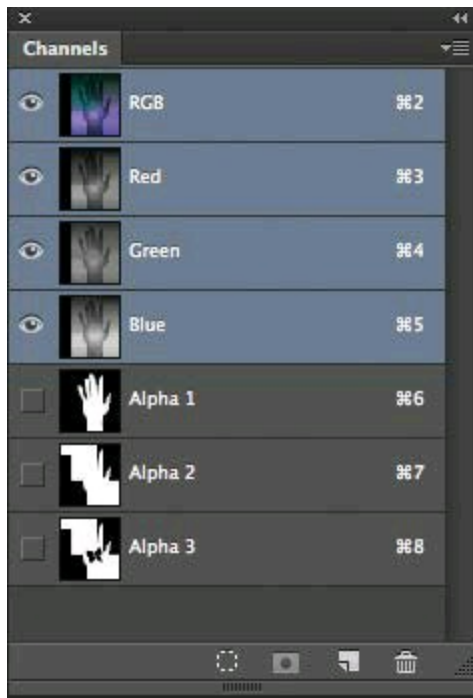 Channels
RGB ⌘2
Red ⌘3
Green ⌘4
Blue ⌘5
Alpha 1 ⌘6
Alpha 2 ⌘7
Alpha 3 ⌘8